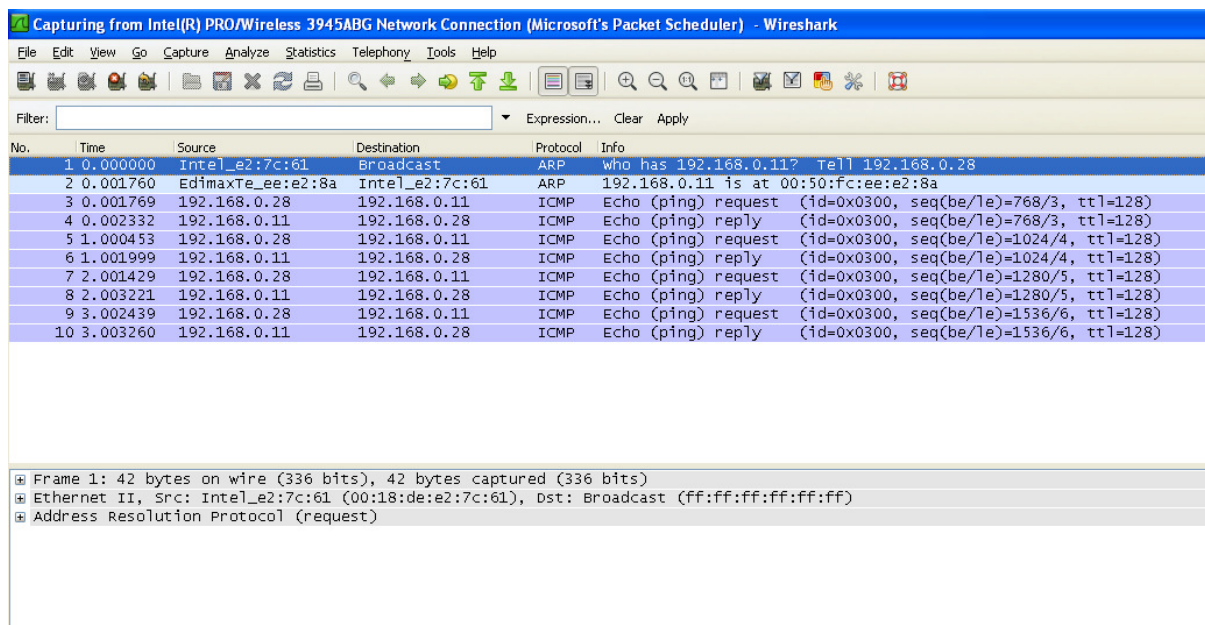 Capturing from Intel(R) PRO/Wireless 3945ABG Network Connection (Microsoft's Packet Scheduler) - Wireshark
File Edit View Go Capture Analyze Statistics Telephony Tools Help
Filter: Expression... Clear Apply
No. Time Source Destination Protocol Info
1 0.000000 Intel_e2:7c:61 Broadcast ARP who has 192.168.0.11? Tell 192.168.0.28
2 0.001760 EdimaxTe_ee:e2:8a Intel_e2:7c:61 ARP 192.168.0.11 is at 00:50:fc:ee:e2:8a
3 0.001769 192.168.0.28 192.168.0.11 ICMP Echo (ping) request (id=0x0300, seq(be/le)=768/3, ttl=128)
4 0.002332 192.168.0.11 192.168.0.28 ICMP Echo (ping) reply (id=0x0300, seq(be/le)=768/3, ttl=128)
5 1.000453 192.168.0.28 192.168.0.11 ICMP Echo (ping) request (id=0x0300, seq(be/le)=1024/4, ttl=128)
6 1.001999 192.168.0.11 192.168.0.28 ICMP Echo (ping) reply (id=0x0300, seq(be/le)=1024/4, ttl=128)
7 2.001429 192.168.0.28 192.168.0.11 ICMP Echo (ping) request (id=0x0300, seq(be/le)=1280/5, ttl=128)
8 2.003221 192.168.0.11 192.168.0.28 ICMP Echo (ping) reply (id=0x0300, seq(be/le)=1280/5, ttl=128)
9 3.002439 192.168.0.28 192.168.0.11 ICMP Echo (ping) request (id=0x0300, seq(be/le)=1536/6, ttl=128)
10 3.003260 192.168.0.11 192.168.0.28 ICMP Echo (ping) reply (id=0x0300, seq(be/le)=1536/6, ttl=128)
Frame 1: 42 bytes on wire (336 bits), 42 bytes captured (336 bits)
Ethernet II, Src: Intel_e2:7c:61 (00:18:de:e2:7c:61), Dst: Broadcast (ff:ff:ff:ff:ff:ff)
Address Resolution Protocol (request)